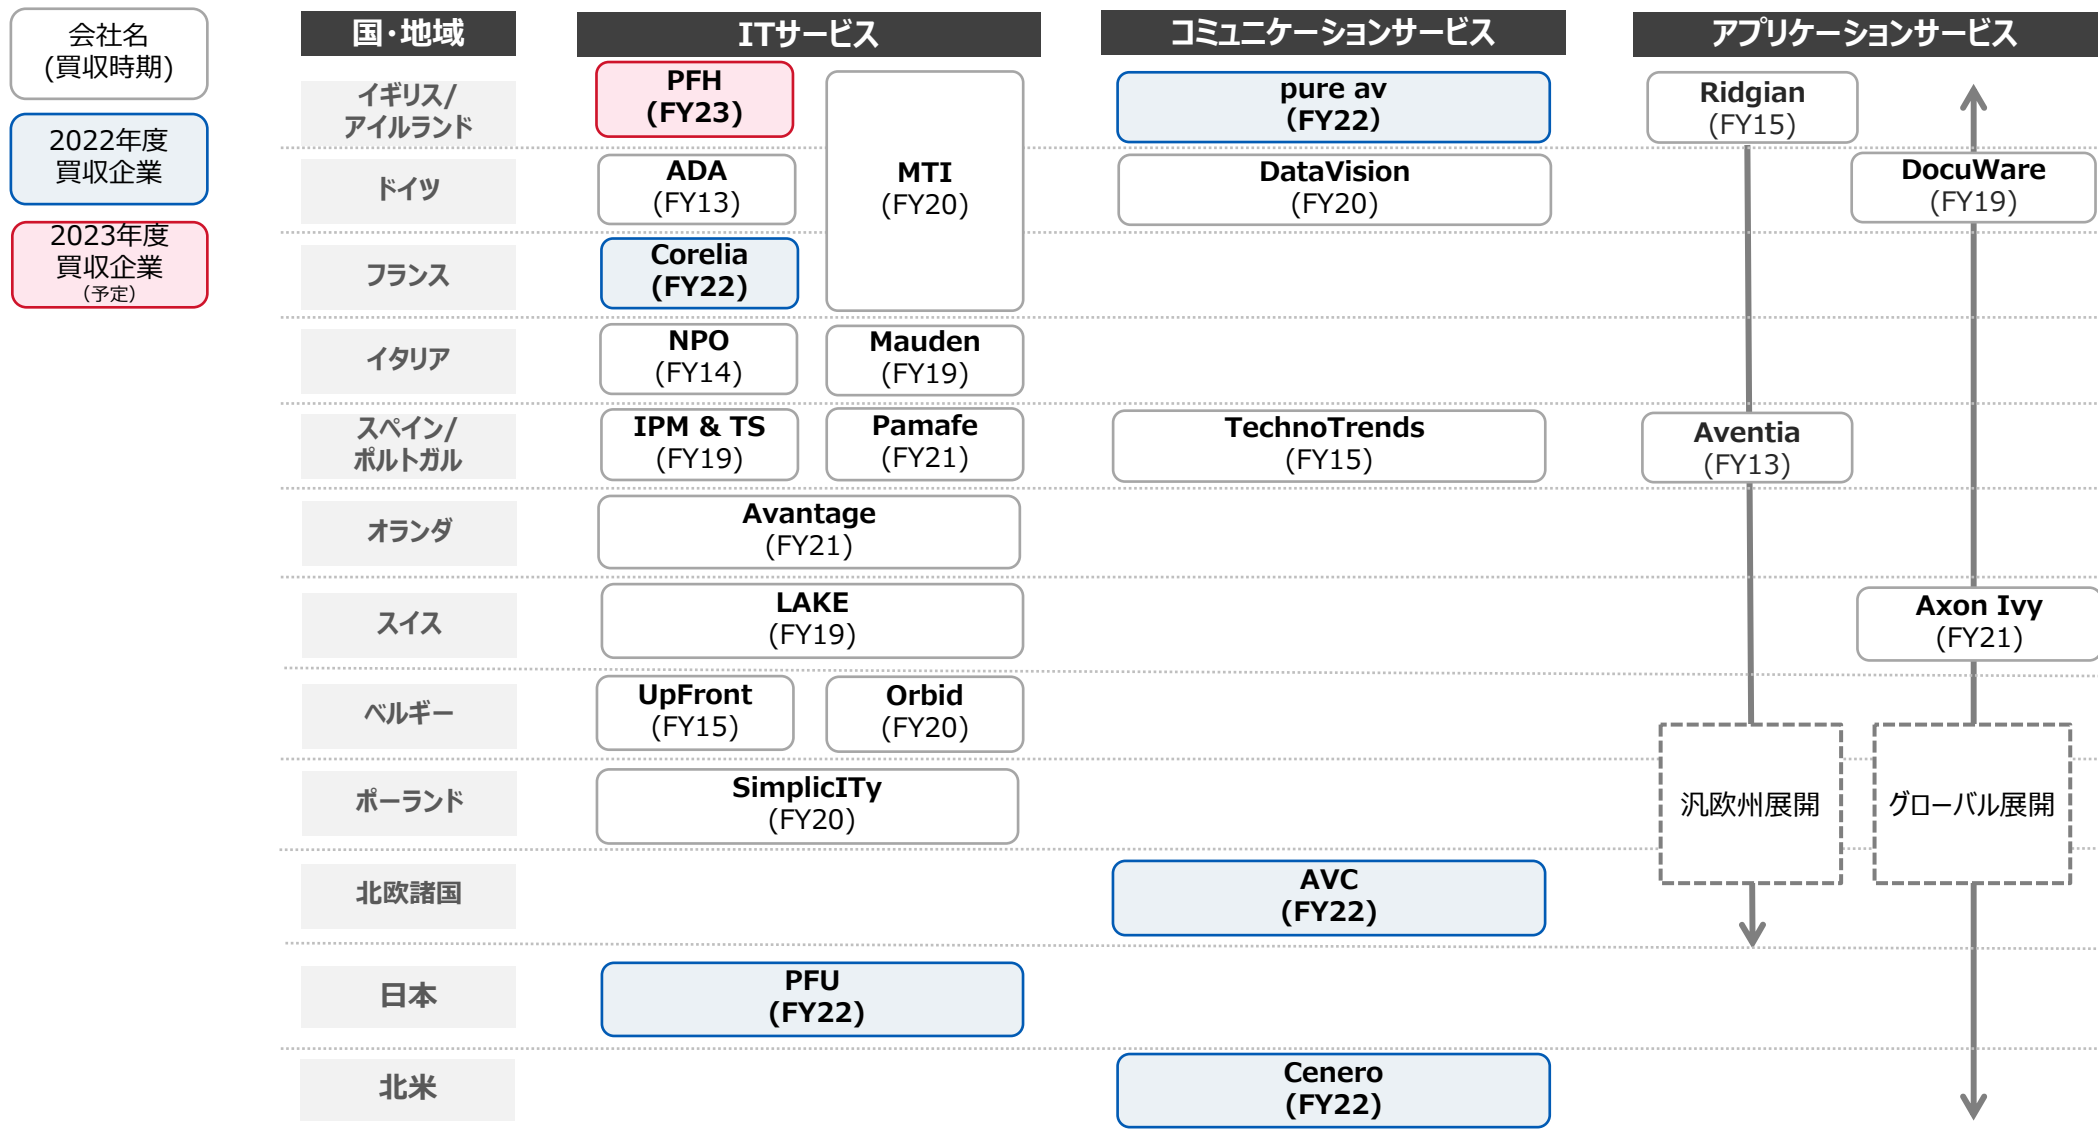 会社名
(買収時期)
2022年度
買収企業
2023年度
買収企業
(予定)
国・地域
ITサービス
コミュニケーションサービス
アプリケーションサービス
イギリス/
アイルランド
PFH
(FY23)
MTI
(FY20)
pure av
(FY22)
Ridgian
(FY15)
ドイツ
ADA
(FY13)
DataVision
(FY20)
DocuWare
(FY19)
フランス
Corelia
(FY22)
イタリア
NPO
(FY14)
Mauden
(FY19)
スペイン/
ポルトガル
IPM & TS
(FY19)
Pamafe
(FY21)
TechnoTrends
(FY15)
Aventia
(FY13)
オランダ
Avantage
(FY21)
スイス
LAKE
(FY19)
Axon Ivy
(FY21)
ベルギー
UpFront
(FY15)
Orbid
(FY20)
ポーランド
SimplicITy
(FY20)
汎欧州展開
グローバル展開
北欧諸国
AVC
(FY22)
日本
PFU
(FY22)
北米
Cenero
(FY22)